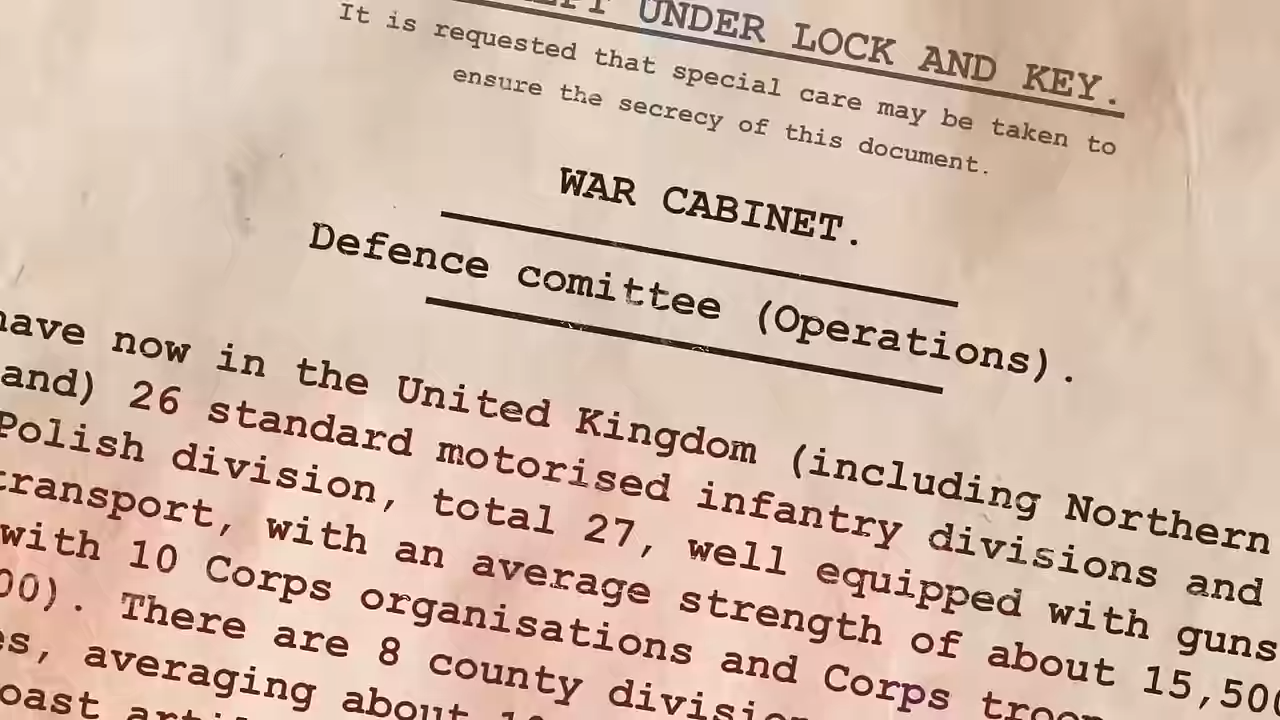 UNDER LOCK AND KEY.
It is requested that special care may be taken to
ensure the secrecy of this document.
WAR CABINET.
Defence comittee (Operations).
have now in the United Kingdom (including Northern
and) 26 standard motorised infantry divisions and
Polish division, total 27, well equipped with guns
transport, with an average strength of about 15,500
with 10 Corps organisations and Corps
00). There are 8 county
es, averaging about
oast